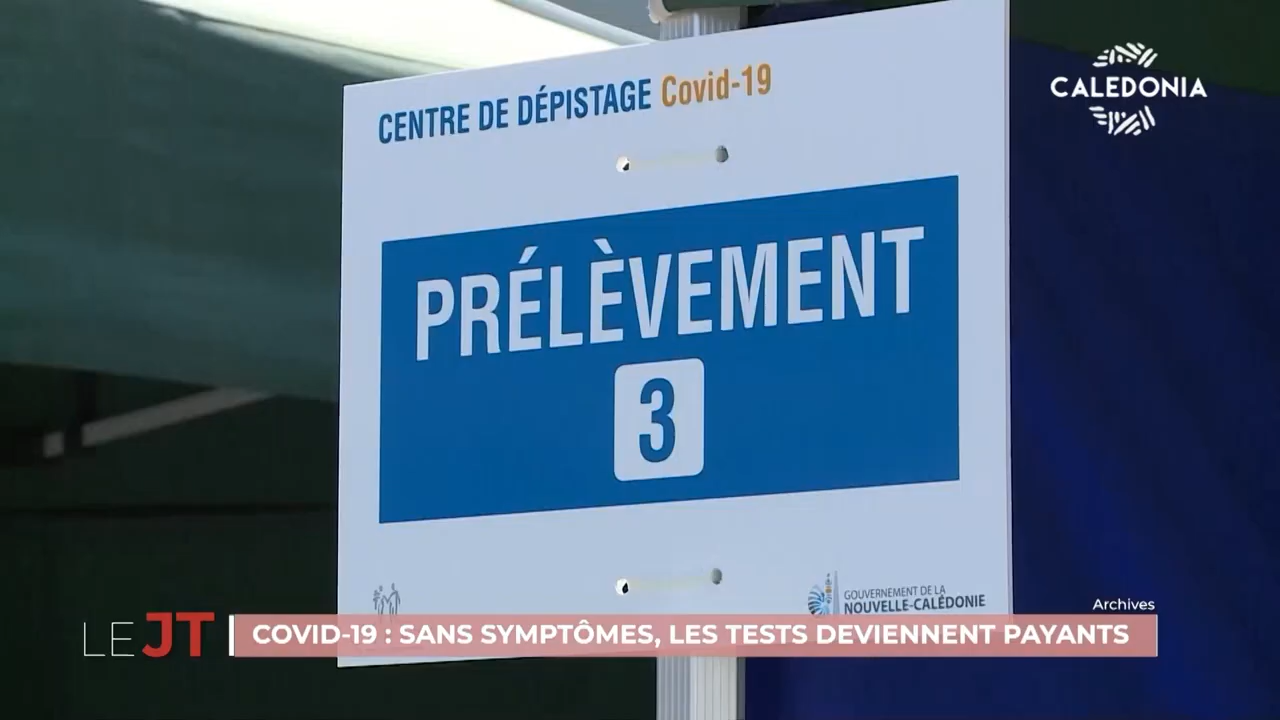 CENTRE DE DÉPISTAGE Covid-19
CALEDONIA
PRÉLÈVEMENT
3
GOUVERNEMENT DE LA
NOUVELLE-CALÉDONIE
Archives
LE JT
COVID-19 : SANS SYMPTÔMES, LES TESTS DEVIENNENT PAYANTS